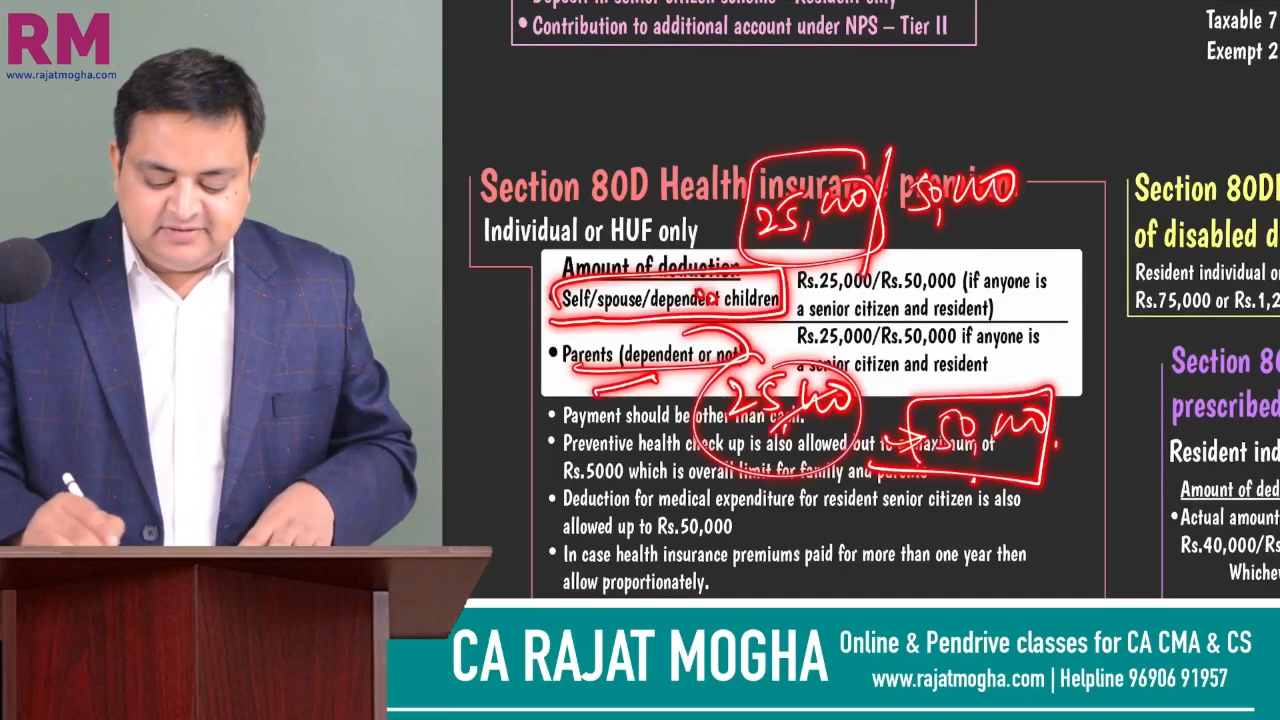 RM
www.rajatmogha.com
• Contribution to additional account under NPS – Tier II
Taxable 7
Exempt 2
Section 80D Health insurance premium
25,000/50,000
Individual or HUF only
Amount of deduction
Self/spouse/dependent children
Rs.25,000/Rs.50,000 (if anyone is
a senior citizen and resident)
• Parents (dependent or not)
Rs.25,000/Rs.50,000 if anyone is
a senior citizen and resident
25,000
50,000
• Payment should be other than cash.
• Preventive health check up is also allowed but to a maximum of
Rs.5000 which is overall limit for family and parents
• Deduction for medical expenditure for resident senior citizen is also
allowed up to Rs.50,000
• In case health insurance premiums paid for more than one year then
allow proportionately.
Section 80D
of disabled d
Resident individual o
Rs.75,000 or Rs.1,2
Section 80
prescribed
Resident ind
Amount of ded
•Actual amount
Rs.40,000/Rs
Whicheve
CA RAJAT MOGHA
Online & Pendrive classes for CA CMA & CS
www.rajatmogha.com | Helpline 96906 91957